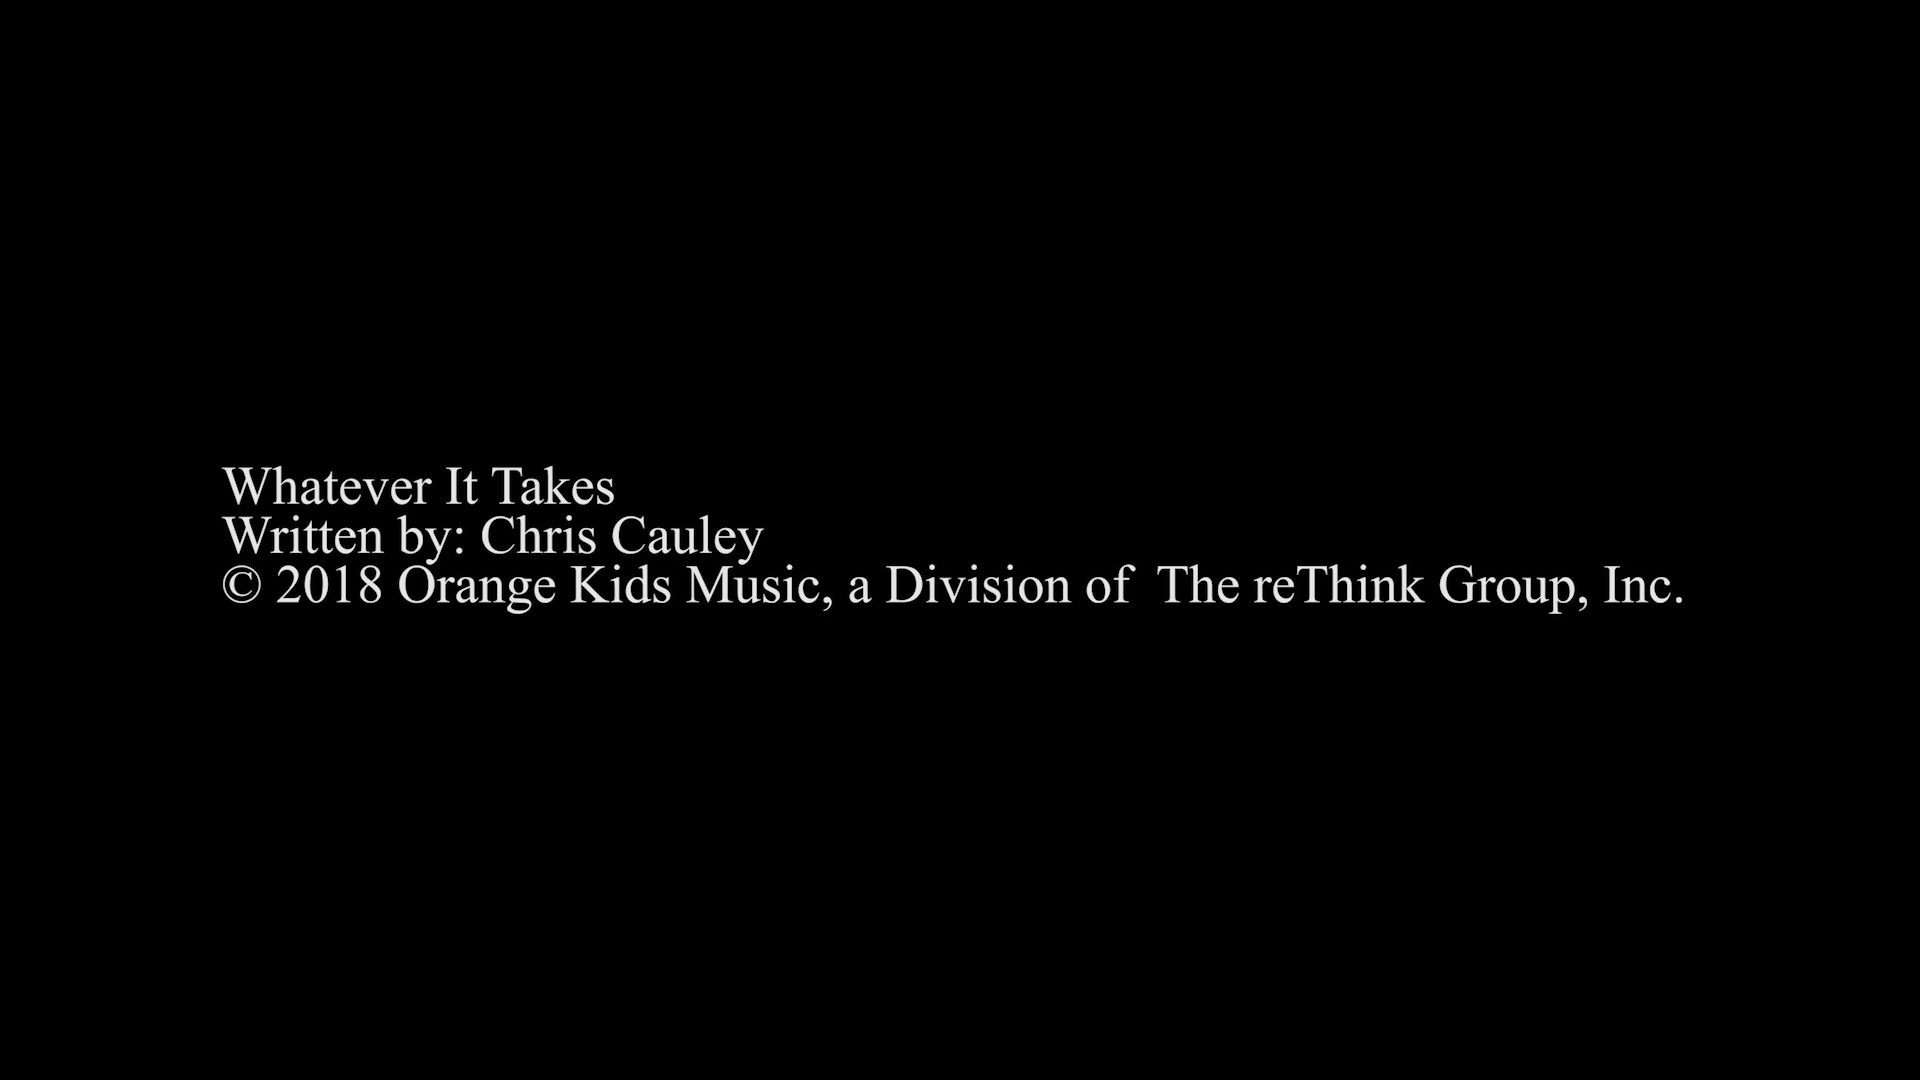 Whatever It Takes
Written by: Chris Cauley
© 2018 Orange Kids Music, a Division of  The reThink Group, Inc.